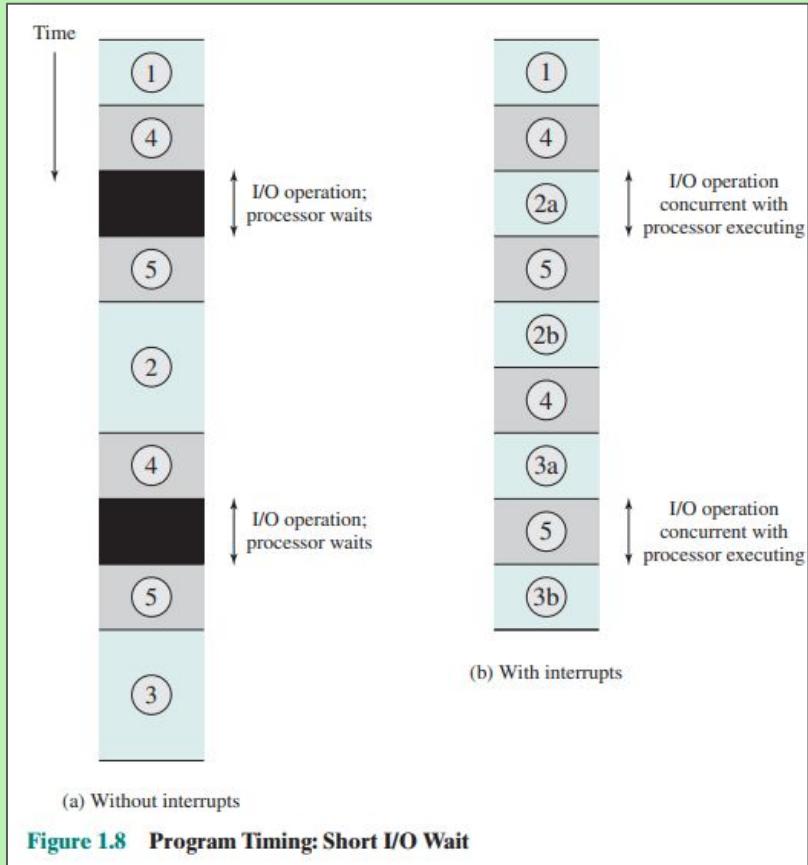 Time
1
4
I/O operation;
processor waits
5
2
4
I/O operation;
processor waits
5
3
(a) Without interrupts
1
4
2a
I/O operation
concurrent with
processor executing
5
2b
4
3a
5
I/O operation
concurrent with
processor executing
3b
(b) With interrupts
Figure 1.8 Program Timing: Short I/O Wait